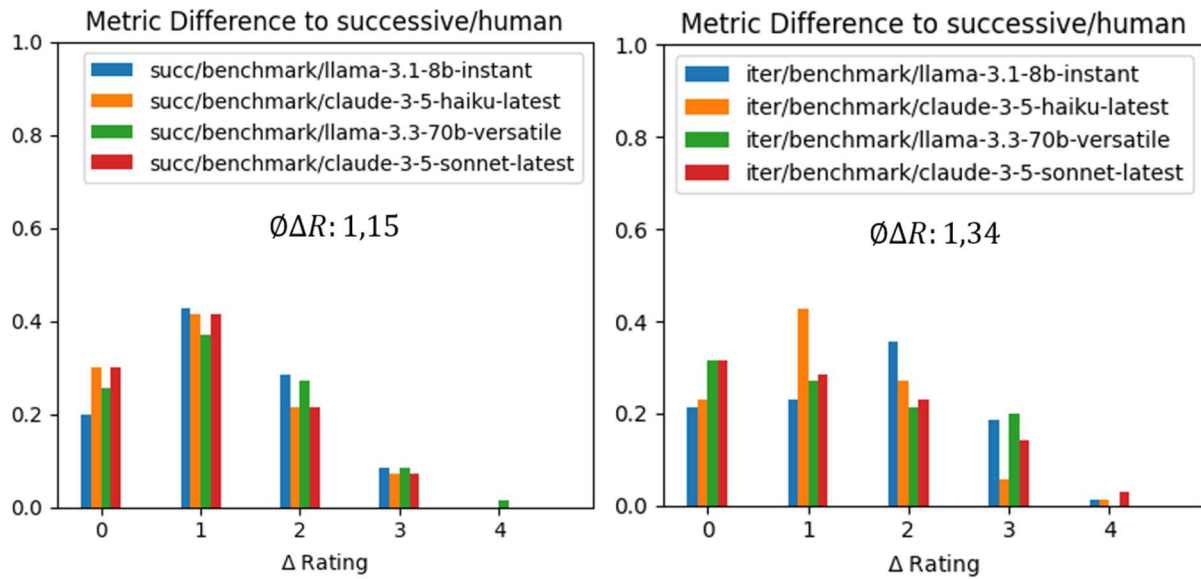 Metric Difference to successive/human
1.0
0.8
0.6
0.4
0.2
0.0
succ/benchmark/llama-3.1-8b-instant
succ/benchmark/claude-3-5-haiku-latest
succ/benchmark/llama-3.3-70b-versatile
succ/benchmark/claude-3-5-sonnet-latest
∅ΔR: 1,15
0 1 2 3 4
Δ Rating
Metric Difference to successive/human
1.0
0.8
0.6
0.4
0.2
0.0
iter/benchmark/llama-3.1-8b-instant
iter/benchmark/claude-3-5-haiku-latest
iter/benchmark/llama-3.3-70b-versatile
iter/benchmark/claude-3-5-sonnet-latest
∅ΔR: 1,34
0 1 2 3 4
Δ Rating